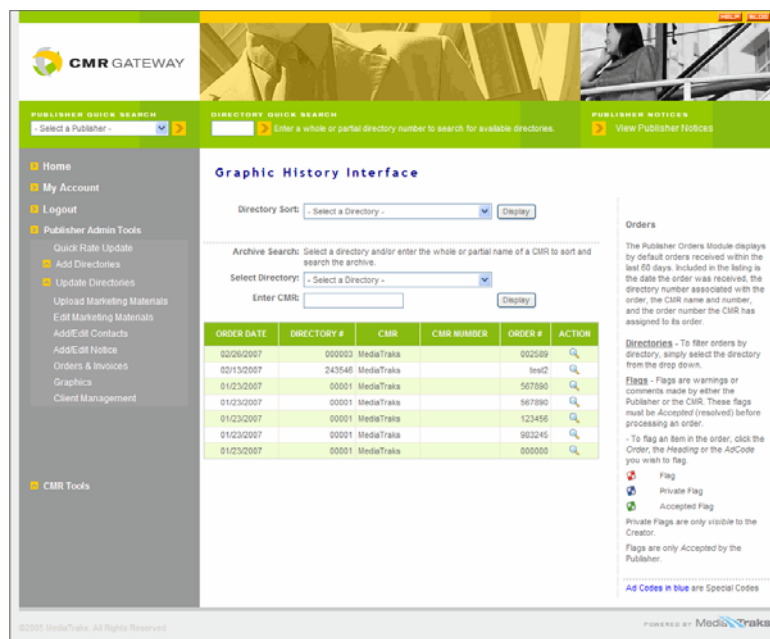 HELP BLOG
CMR GATEWAY
PUBLISHER QUICK SEARCH
- Select a Publisher -
DIRECTORY QUICK SEARCH
Enter a whole or partial directory number to search for available directories.
PUBLISHER NOTICES
View Publisher Notices
Home
My Account
Logout
Publisher Admin Tools
Quick Rate Update
Add Directories
Update Directories
Upload Marketing Materials
Edit Marketing Materials
Add/Edit Contacts
Add/Edit Notice
Orders & Invoices
Graphics
Client Management
CMR Tools
Graphic History Interface
Directory Sort: - Select a Directory - Display
Archive Search: Select a directory and/or enter the whole or partial name of a CMR to sort and
search the archive.
Select Directory: - Select a Directory -
Enter CMR: Display
ORDER DATE DIRECTORY # CMR CMR NUMBER ORDER # ACTION
02/26/2007 000003 MediaTraks 002589
02/13/2007 243546 MediaTraks test2
01/23/2007 00001 MediaTraks 567890
01/23/2007 00001 MediaTraks 567890
01/23/2007 00001 MediaTraks 123456
01/23/2007 00001 MediaTraks 983245
01/23/2007 00001 MediaTraks 000000
Orders
The Publisher Orders Module displays
by default orders received within the
last 60 days. Included in the listing is
the date the order was received, the
directory number associated with the
order, the CMR name and number,
and the order number the CMR has
assigned to its order.
Directories - To filter orders by
directory, simply select the directory
from the drop down.
Flags - Flags are warnings or
comments made by either the
Publisher or the CMR. These flags
must be Accepted (resolved) before
processing an order.
- To flag an item in the order, click the
Order, the Heading or the AdCode
you wish to flag.
Flag
Private Flag
Accepted Flag
Private Flags are only visible to the
Creator.
Flags are only Accepted by the
Publisher.
Ad Codes in blue are Special Codes
©2005 MediaTraks. All Rights Reserved
POWERED BY MediaTraks